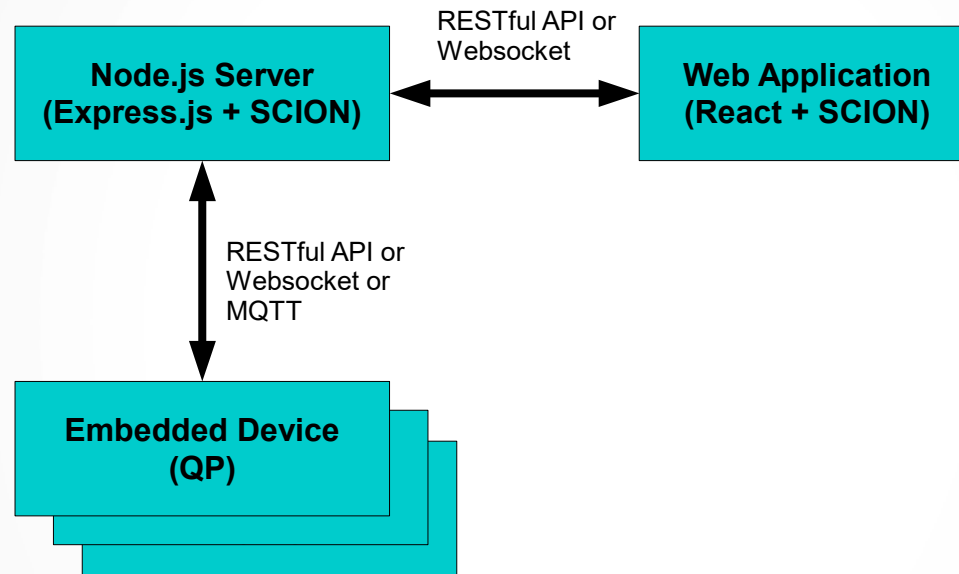 RESTful API or
Websocket
Node.js Server
(Express.js + SCION)
Web Application
(React + SCION)
RESTful API or
Websocket or
MQTT
Embedded Device
(QP)